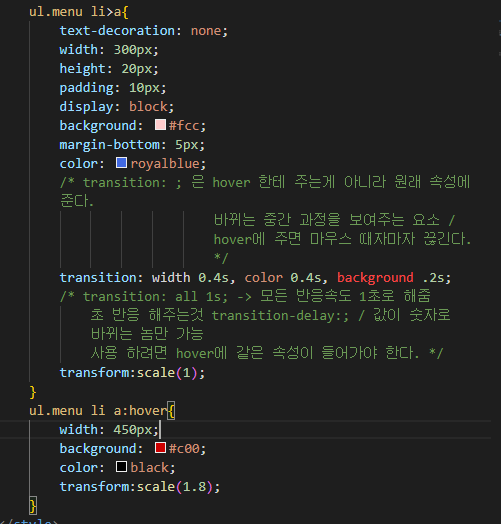 ul.menu li>a{
text-decoration: none;
width: 300px;
height: 20px;
padding: 10px;
display: block;
background: #fcc;
margin-bottom: 5px;
color: royalblue;
/* transition: ; 은 hover 한테 주는게 아니라 원래 속성에
준다.
바뀌는 중간 과정을 보여주는 요소 /
hover에 주면 마우스 때자마자 끊긴다.
*/
transition: width 0.4s, color 0.4s, background .2s;
/* transition: all 1s; -> 모든 반응속도 1초로 해줌
초 반응 해주는것 transition-delay:; / 값이 숫자로
바뀌는 놈만 가능
사용 하려면 hover에 같은 속성이 들어가야 한다. */
transform:scale(1);
}
ul.menu li a:hover{
width: 450px;
background: #c00;
color: black;
transform:scale(1.8);
}
</style>